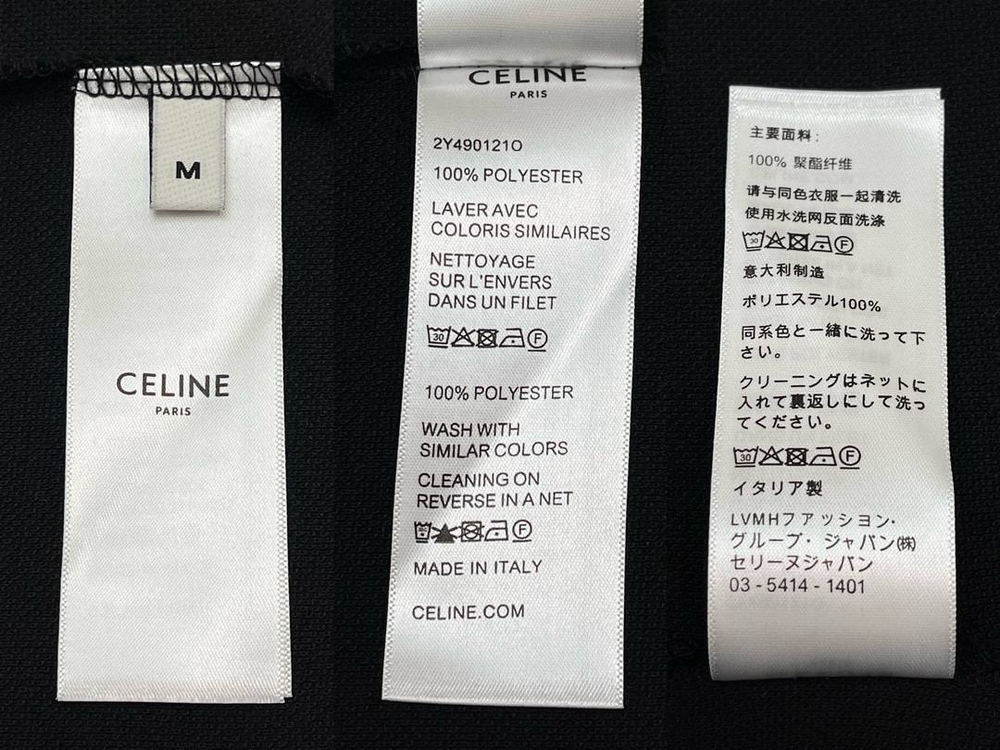 M
CELINE
PARIS
CELINE
PARIS
2Y490121O
100% POLYESTER
LAVER AVEC
COLORIS SIMILAIRES
NETTOYAGE
SUR L'ENVERS
DANS UN FILET
30 F
100% POLYESTER
WASH WITH
SIMILAR COLORS
CLEANING ON
REVERSE IN A NET
F
MADE IN ITALY
CELINE.COM
主要面料:
100% 聚酯纤维
请与同色衣服一起清洗
使用水洗网反面洗涤
30 F
意大利制造
ポリエステル100%
同系色と一緒に洗って下
さい。
クリーニングはネットに
入れて裏返しにして洗っ
てください。
30 F
イタリア製
LVMHファッション・
グループ・ジャパン㈱
セリーヌジャパン
03 - 5414 - 1401